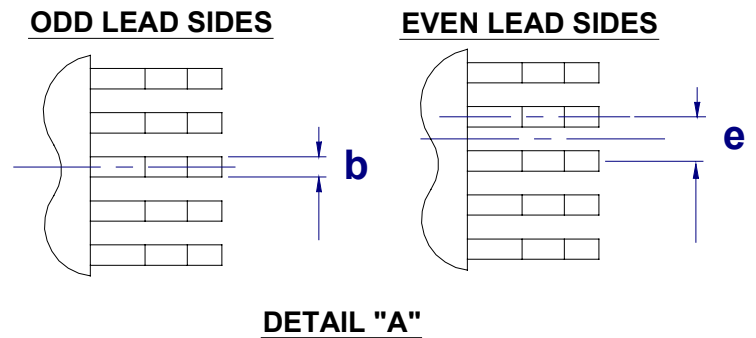 ODD LEAD SIDES
EVEN LEAD SIDES
b
e
DETAIL "A"